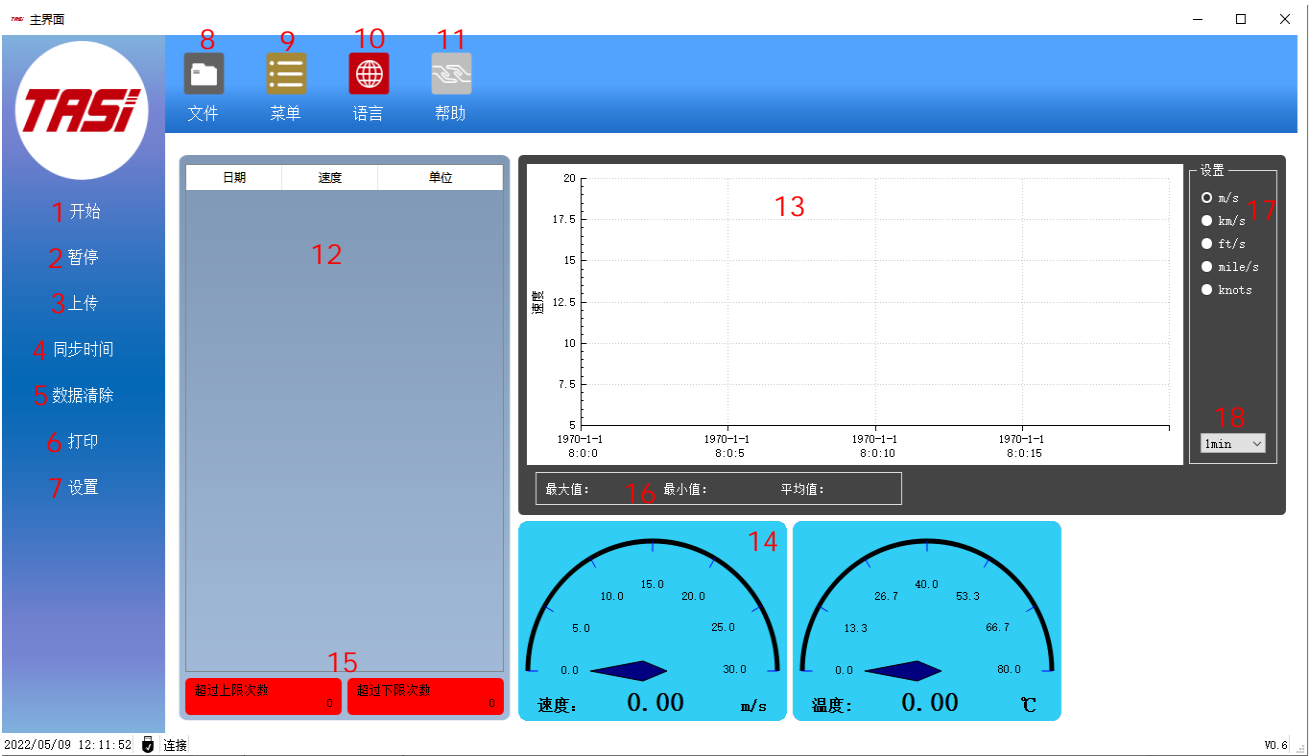 TASI 主界面
8 9 10 11
文件 菜单 语言 帮助
TASI
1 开始
2 暂停
3 上传
4 同步时间
5 数据清除
6 打印
7 设置
日期 速度 单位
12
15
超过上限次数 0
超过下限次数 0
13
速度
20
17.5
15
12.5
10
7.5
5
1970-1-1 1970-1-1 1970-1-1 1970-1-1
8:0:0 8:0:5 8:0:10 8:0:15
设置
m/s
17
km/s
ft/s
mile/s
knots
18
1min
最大值: 16 最小值: 平均值:
14
0.0 5.0 10.0 15.0 20.0 25.0 30.0
速度: 0.00 m/s
0.0 13.3 26.7 40.0 53.3 66.7 80.0
温度: 0.00 ℃
2022/05/09 12:11:52 连接
V0.6